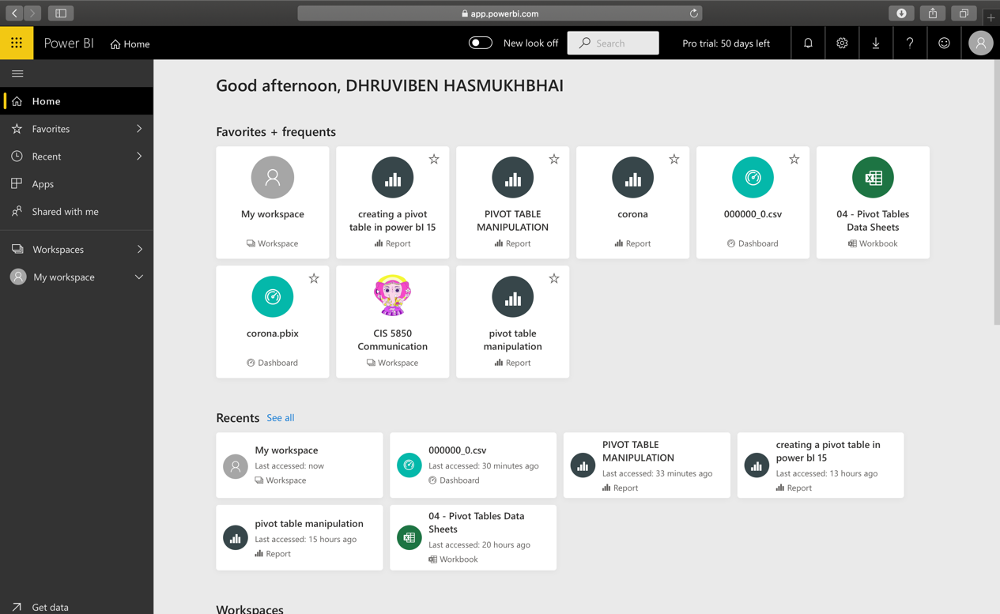 app.powerbi.com
Power BI
Home
New look off
Search
Pro trial: 50 days left
Home
Favorites
Recent
Apps
Shared with me
Workspaces
My workspace
Get data
Good afternoon, DHRUVIBEN HASMUKHBHAI
Favorites + frequents
My workspace
Workspace
creating a pivot
table in power bI 15
Report
PIVOT TABLE
MANIPULATION
Report
corona
Report
000000_0.csv
Dashboard
04 - Pivot Tables
Data Sheets
Workbook
corona.pbix
Dashboard
CIS 5850
Communication
Workspace
pivot table
manipulation
Report
Recents See all
My workspace
Last accessed: now
Workspace
000000_0.csv
Last accessed: 30 minutes ago
Dashboard
PIVOT TABLE
MANIPULATION
Last accessed: 33 minutes ago
Report
creating a pivot table in
power bI 15
Last accessed: 13 hours ago
Report
pivot table manipulation
Last accessed: 15 hours ago
Report
04 - Pivot Tables Data
Sheets
Last accessed: 20 hours ago
Workbook
Workspaces